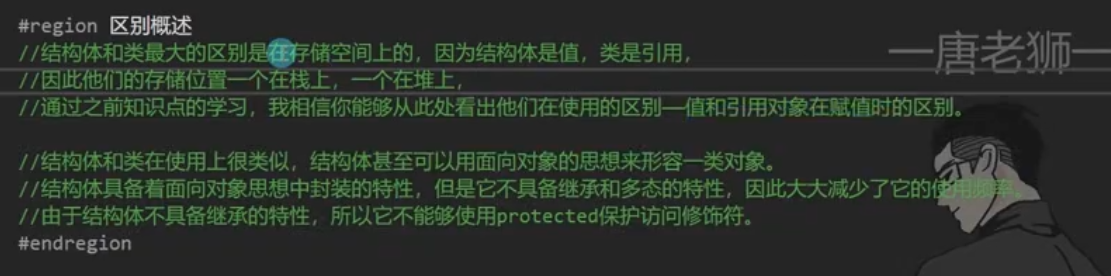 #region 区别概述
//结构体和类最大的区别是在存储空间上的，因为结构体是值，类是引用，
//因此他们的存储位置一个在栈上，一个在堆上，
//通过之前知识点的学习，我相信你能够从此处看出他们在使用的区别—值和引用对象在赋值时的区别。
//结构体和类在使用上很类似，结构体甚至可以用面向对象的思想来形容一类对象。
//结构体具备着面向对象思想中封装的特性，但是它不具备继承和多态的特性，因此大大减少了它的使用频率。
//由于结构体不具备继承的特性，所以它不能够使用protected保护访问修饰符。
#endregion
—唐老狮—